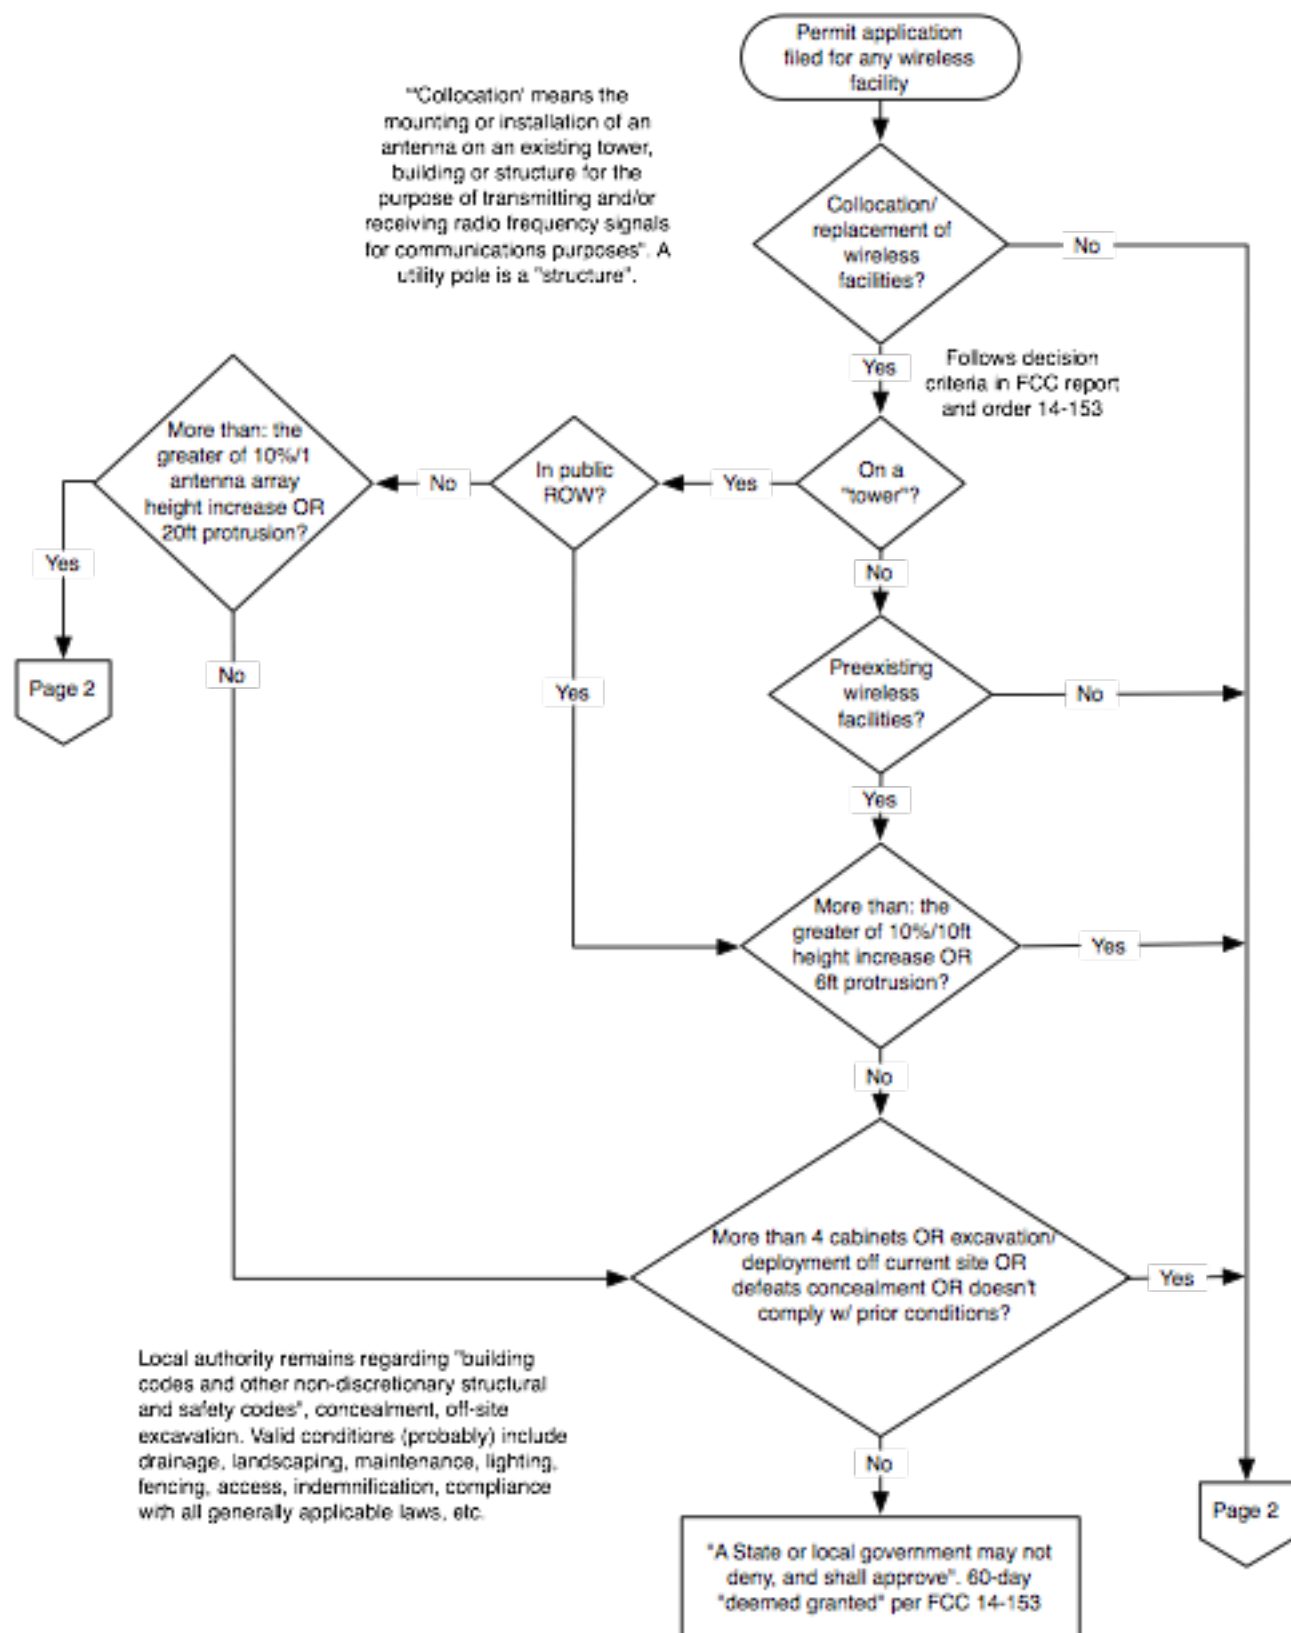 Permit application
filed for any wireless
facility
"'Collocation' means the
mounting or installation of an
antenna on an existing tower,
building or structure for the
purpose of transmitting and/or
receiving radio frequency signals
for communications purposes". A
utility pole is a "structure".
Collocation/
replacement of
wireless
facilities?
No
Yes
Follows decision
criteria in FCC report
and order 14-153
More than: the
greater of 10%/1
antenna array
height increase OR
20ft protrusion?
No
In public
ROW?
Yes
On a
"tower"?
Yes
No
Page 2
No
Yes
Preexisting
wireless
facilities?
No
Yes
More than: the
greater of 10%/10ft
height increase OR
6ft protrusion?
Yes
No
More than 4 cabinets OR excavation/
deployment off current site OR
defeats concealment OR doesn't
comply w/ prior conditions?
Yes
Local authority remains regarding "building
codes and other non-discretionary structural
and safety codes", concealment, off-site
excavation. Valid conditions (probably) include
drainage, landscaping, maintenance, lighting,
fencing, access, indemnification, compliance
with all generally applicable laws, etc.
No
Page 2
"A State or local government may not
deny, and shall approve". 60-day
"deemed granted" per FCC 14-153